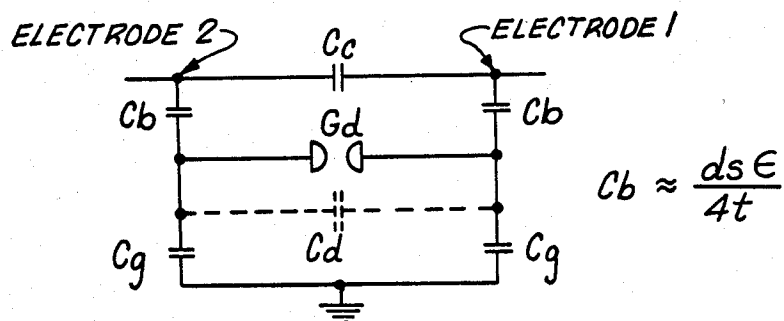 ELECTRODE 2
Cc
ELECTRODE 1
Cb
Cb
Gd
Cb ≈ dsϵ/4t
Cd
Cg
Cg